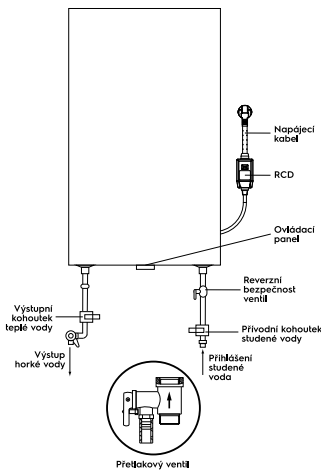 Napájecí
kabel
RCD
Ovládací
panel
Reverzní
bezpečnost
ventil
Výstupní
kohoutek
teplé vody
Přívodní kohoutek
studené vody
Výstup
horké vody
Přihlášení
studené
voda
Přetlakový ventil